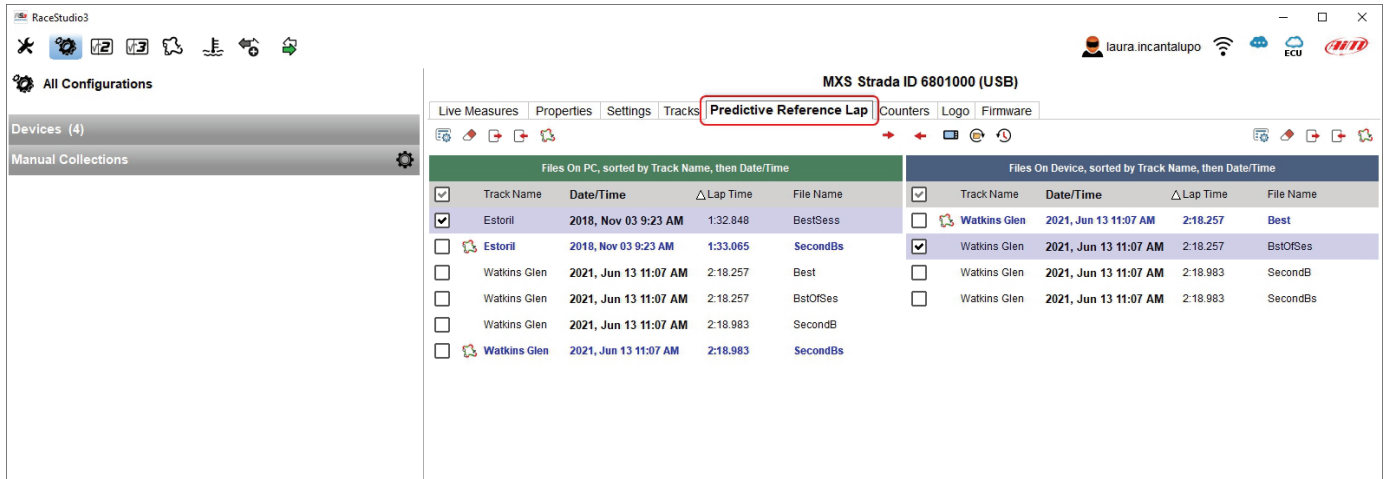 RaceStudio3
laura.incantalupo
ECU
AiM
All Configurations
MXS Strada ID 6801000 (USB)
Live Measures Properties Settings Tracks Predictive Reference Lap Counters Logo Firmware
Devices (4)
Manual Collections
Files On PC, sorted by Track Name, then Date/Time
Track Name Date/Time △Lap Time File Name
Estoril 2018, Nov 03 9:23 AM 1:32.848 BestSess
Estoril 2018, Nov 03 9:23 AM 1:33.065 SecondBs
Watkins Glen 2021, Jun 13 11:07 AM 2:18.257 Best
Watkins Glen 2021, Jun 13 11:07 AM 2:18.257 BstOfSes
Watkins Glen 2021, Jun 13 11:07 AM 2:18.983 SecondB
Watkins Glen 2021, Jun 13 11:07 AM 2:18.983 SecondBs
Files On Device, sorted by Track Name, then Date/Time
Track Name Date/Time △Lap Time File Name
Watkins Glen 2021, Jun 13 11:07 AM 2:18.257 Best
Watkins Glen 2021, Jun 13 11:07 AM 2:18.257 BstOfSes
Watkins Glen 2021, Jun 13 11:07 AM 2:18.983 SecondB
Watkins Glen 2021, Jun 13 11:07 AM 2:18.983 SecondBs